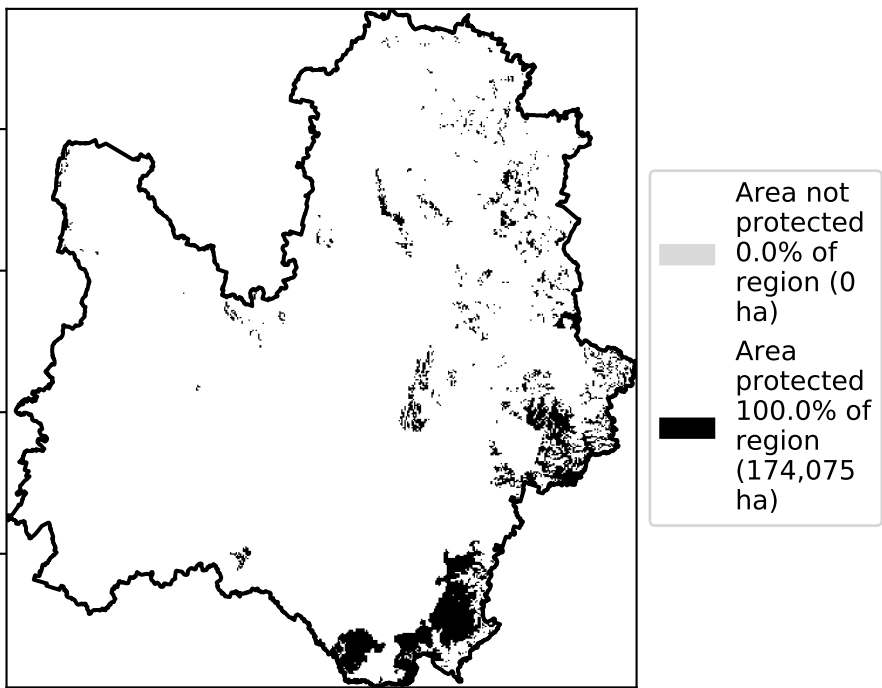 Area not
protected
0.0% of
region (0
ha)
Area
protected
100.0% of
region
(174,075
ha)